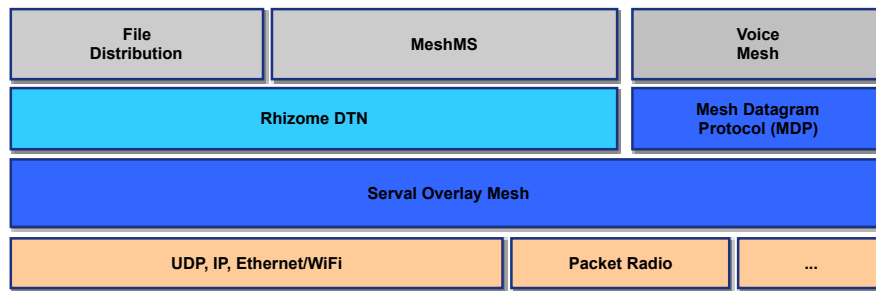 File
Distribution
MeshMS
Voice
Mesh
Rhizome DTN
Mesh Datagram
Protocol (MDP)
Serval Overlay Mesh
UDP, IP, Ethernet/WiFi
Packet Radio
...